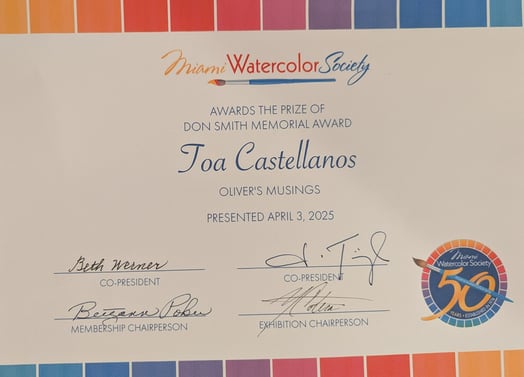 Miami Watercolor Society
AWARDS THE PRIZE OF
DON SMITH MEMORIAL AWARD
Toa Castellanos
OLIVER'S MUSINGS
PRESENTED APRIL 3, 2025
Beth Werner
CO-PRESIDENT
CO-PRESIDENT
MEMBERSHIP CHAIRPERSON
EXHIBITION CHAIRPERSON
Miami
Watercolor Society
50
YEARS